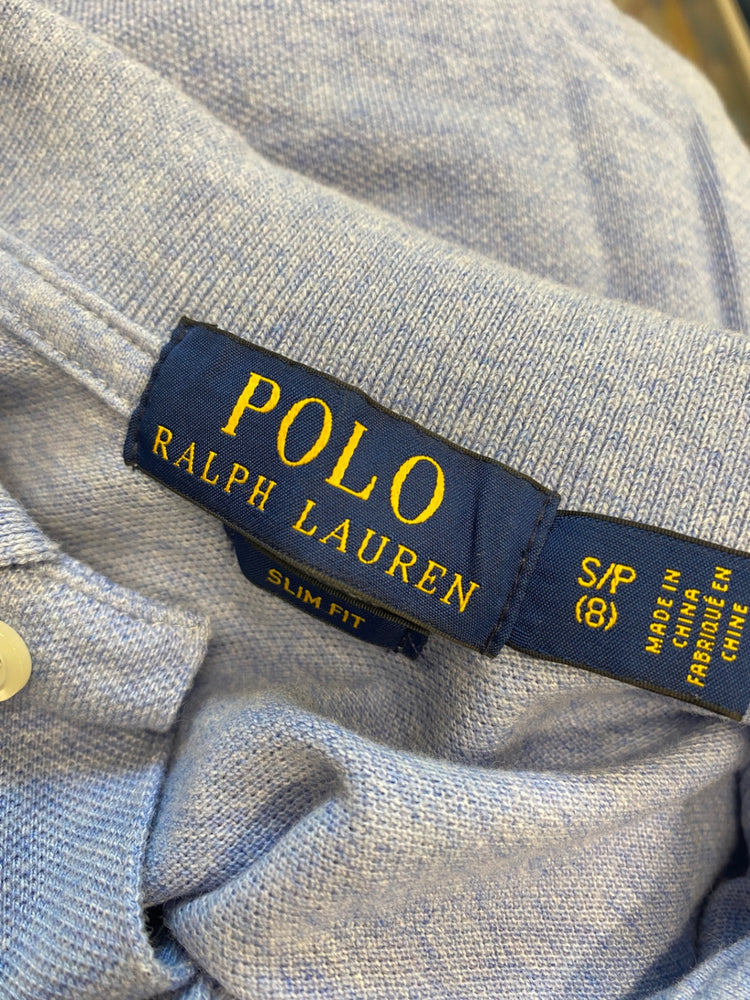 POLO
RALPH LAUREN
SLIM FIT
S/P
(8)
MADE IN
CHINA
FABRIQUÉ EN
CHINE